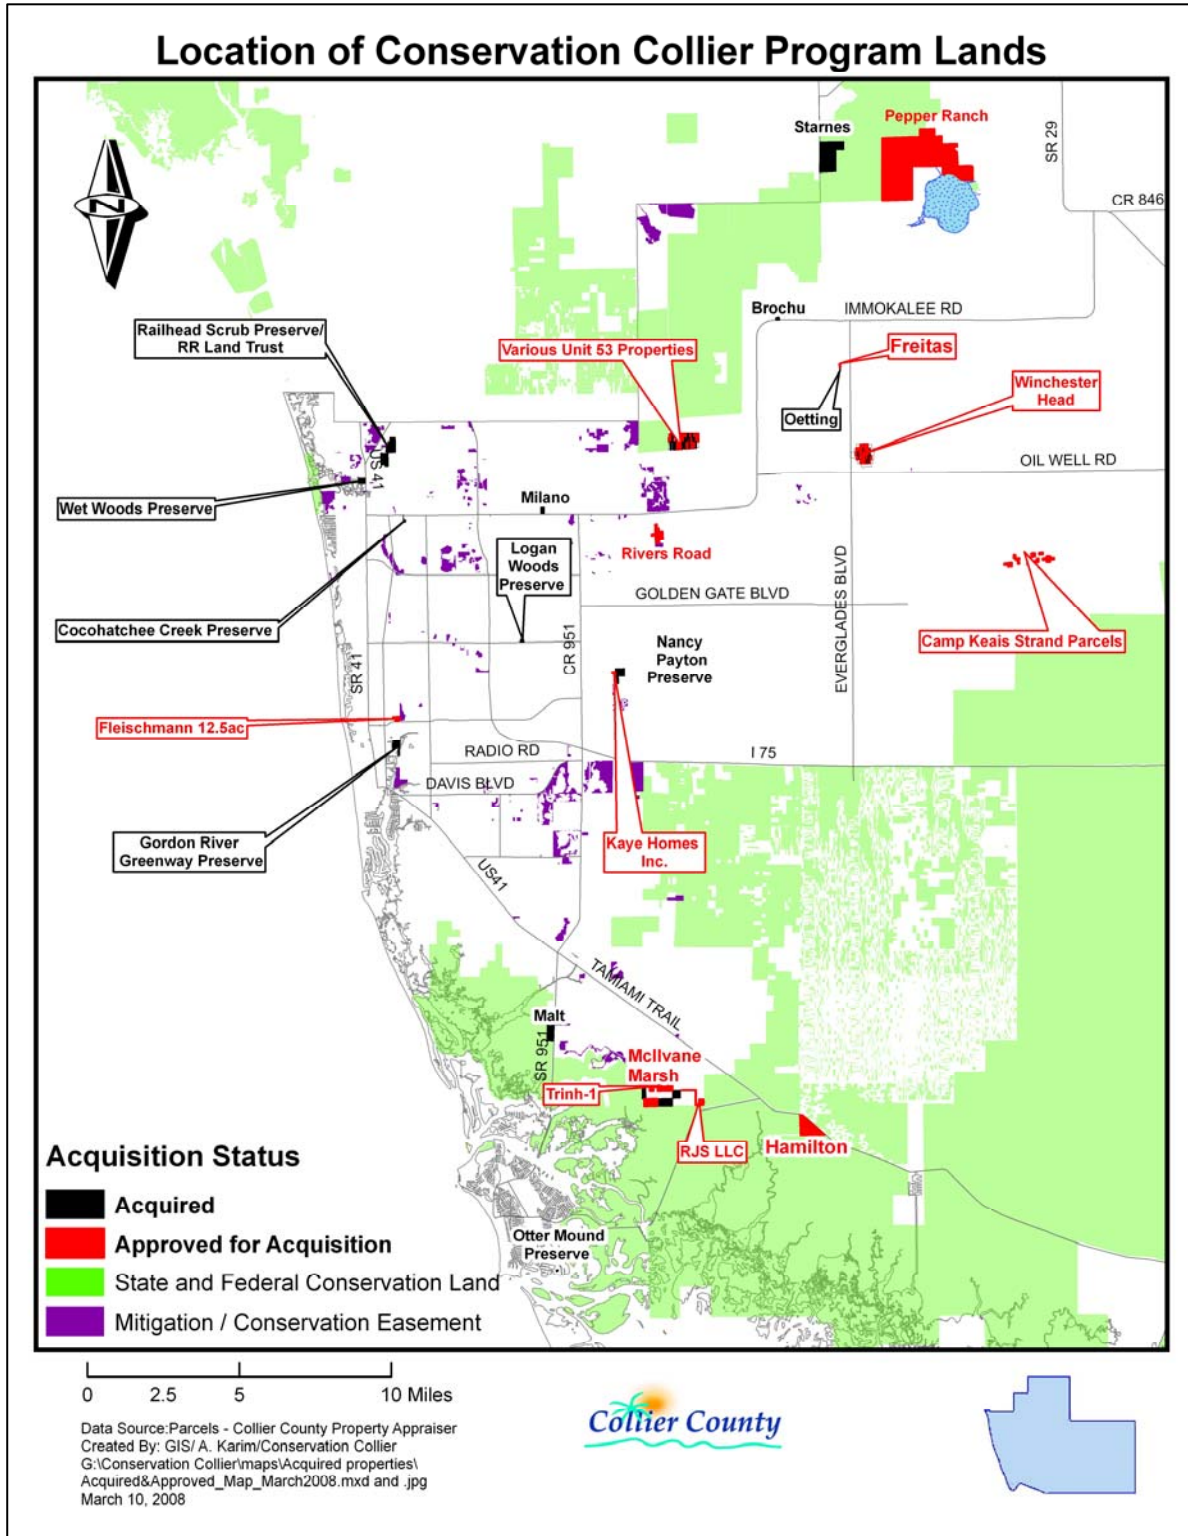 Location of Conservation Collier Program Lands
N
Starnes
Pepper Ranch
SR 29
CR 846
Brochu
IMMOKALEE RD
Railhead Scrub Preserve/
RR Land Trust
Various Unit 53 Properties
Freitas
Winchester
Head
Oetting
US 41
OIL WELL RD
Wet Woods Preserve
Milano
Rivers Road
Logan
Woods
Preserve
EVERGLADES BLVD
GOLDEN GATE BLVD
Cocohatchee Creek Preserve
CR 951
Camp Keais Strand Parcels
SR 41
Nancy
Payton
Preserve
Fleischmann 12.5ac
RADIO RD
I 75
DAVIS BLVD
Gordon River
Greenway Preserve
Kaye Homes
Inc.
US41
TAMIAMI TRAIL
Malt
SR 951
McIlvane
Marsh
Trinh-1
RJS LLC
Hamilton
Otter Mound
Preserve
Acquisition Status
Acquired
Approved for Acquisition
State and Federal Conservation Land
Mitigation / Conservation Easement
0 2.5 5 10 Miles
Data Source:Parcels - Collier County Property Appraiser
Created By: GIS/ A. Karim/Conservation Collier
G:\Conservation Collier\maps\Acquired properties\
Acquired&Approved_Map_March2008.mxd and .jpg
March 10, 2008
Collier County